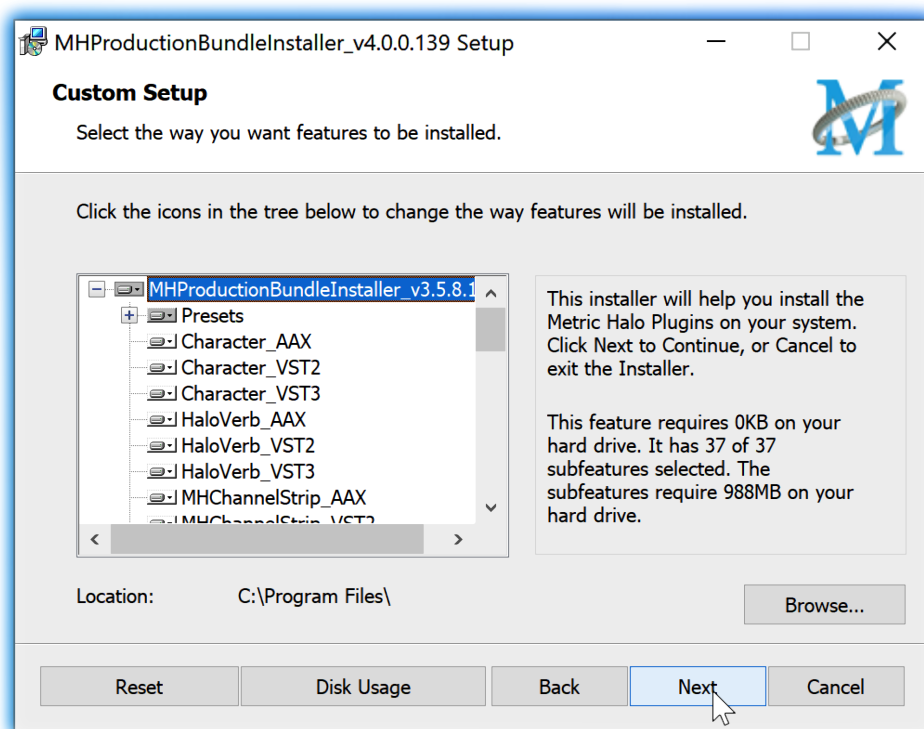 MHProductionBundleInstaller_v4.0.0.139 Setup
Custom Setup
Select the way you want features to be installed.
Click the icons in the tree below to change the way features will be installed.
MHProductionBundleInstaller_v3.5.8.1
Presets
Character_AAX
Character_VST2
Character_VST3
HaloVerb_AAX
HaloVerb_VST2
HaloVerb_VST3
MHChannelStrip_AAX
MHChannelStrip_VST2
This installer will help you install the
Metric Halo Plugins on your system.
Click Next to Continue, or Cancel to
exit the Installer.
This feature requires 0KB on your
hard drive. It has 37 of 37
subfeatures selected. The
subfeatures require 988MB on your
hard drive.
Location: C:\Program Files\
Browse...
Reset Disk Usage Back Next Cancel